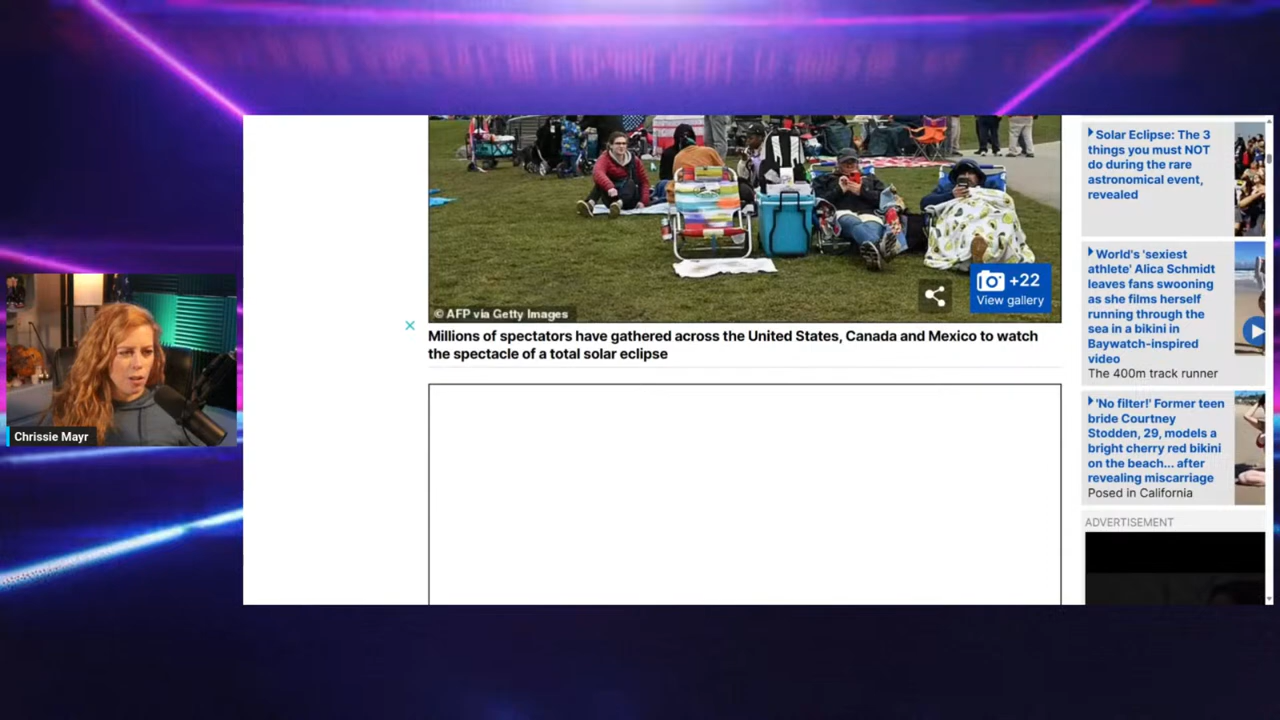 © AFP via Getty Images
+22
View gallery
Millions of spectators have gathered across the United States, Canada and Mexico to watch
the spectacle of a total solar eclipse
Solar Eclipse: The 3
things you must NOT
do during the rare
astronomical event,
revealed
World's 'sexiest
athlete' Alica Schmidt
leaves fans swooning
as she films herself
running through the
sea in a bikini in
Baywatch-inspired
video
The 400m track runner
'No filter!' Former teen
bride Courtney
Stodden, 29, models a
bright cherry red bikini
on the beach... after
revealing miscarriage
Posed in California
ADVERTISEMENT
Chrissie Mayr